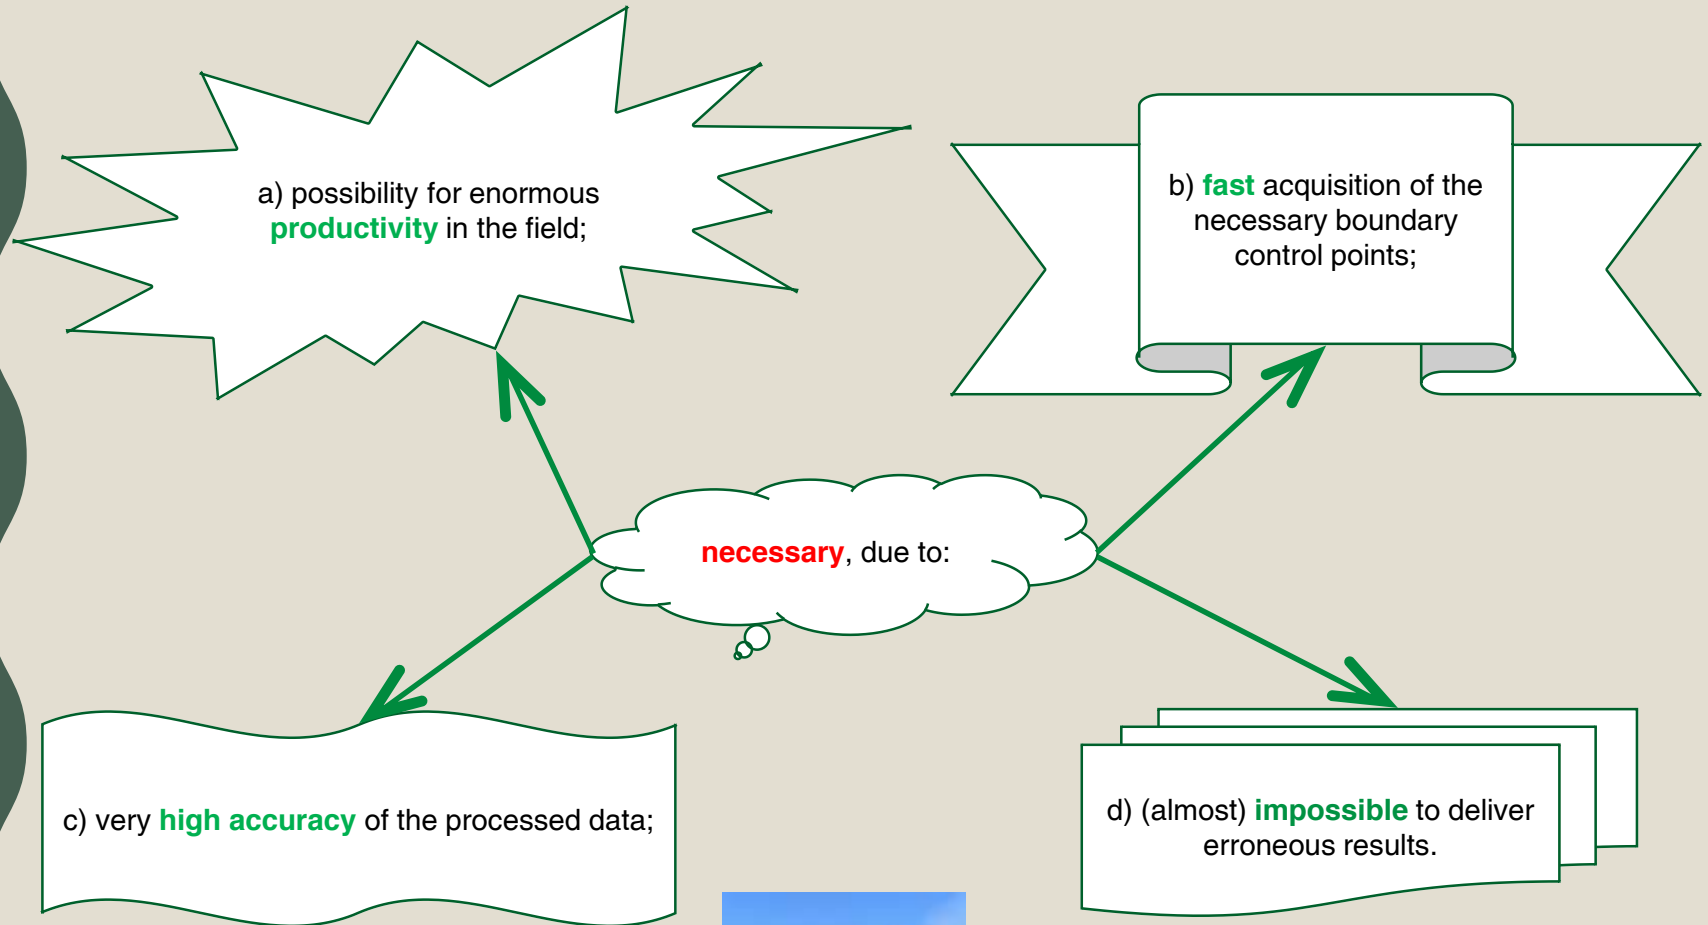 a) possibility for enormous
productivity in the field;
b) fast acquisition of the
necessary boundary
control points;
necessary, due to:
c) very high accuracy of the processed data;
d) (almost) impossible to deliver
erroneous results.